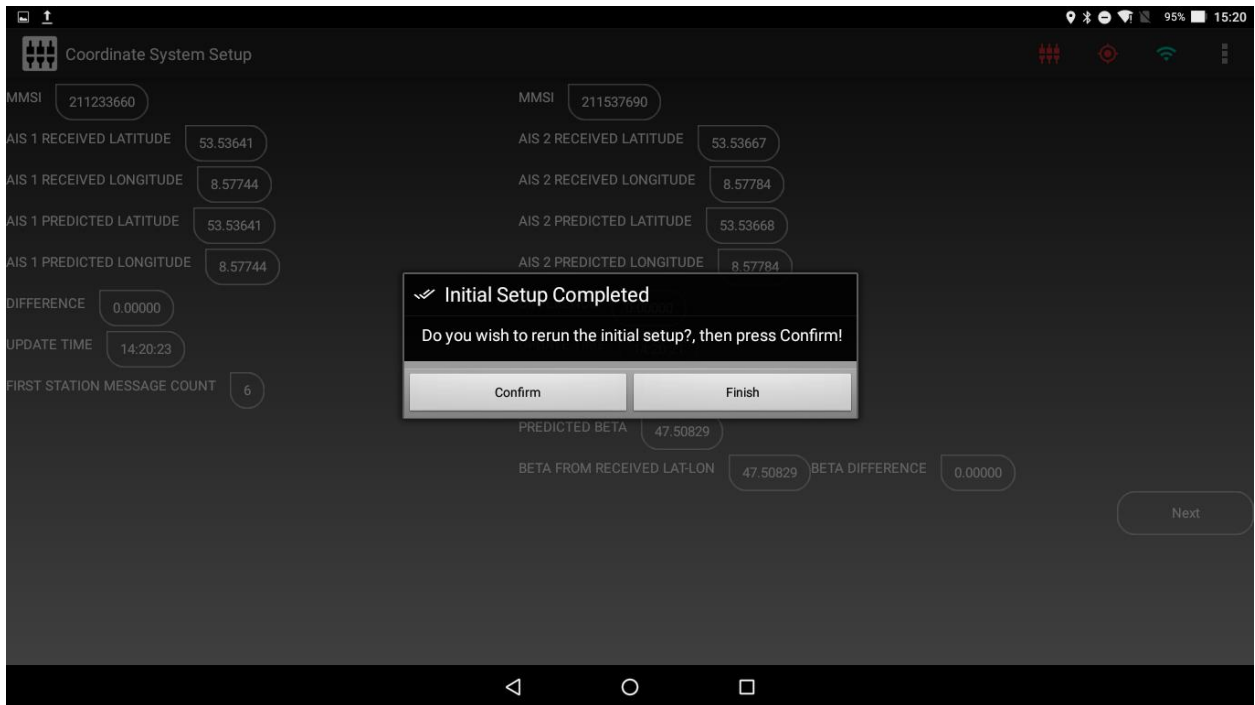 95% 15:20
Coordinate System Setup
MMSI 211233660
AIS 1 RECEIVED LATITUDE 53.53641
AIS 1 RECEIVED LONGITUDE 8.57744
AIS 1 PREDICTED LATITUDE 53.53641
AIS 1 PREDICTED LONGITUDE 8.57744
DIFFERENCE 0.00000
UPDATE TIME 14:20:23
FIRST STATION MESSAGE COUNT 6
MMSI 211537690
AIS 2 RECEIVED LATITUDE 53.53667
AIS 2 RECEIVED LONGITUDE 8.57784
AIS 2 PREDICTED LATITUDE 53.53668
AIS 2 PREDICTED LONGITUDE 8.57784
Initial Setup Completed
Do you wish to rerun the initial setup?, then press Confirm!
Confirm Finish
PREDICTED BETA 47.50829
BETA FROM RECEIVED LAT-LON 47.50829 BETA DIFFERENCE 0.00000
Next